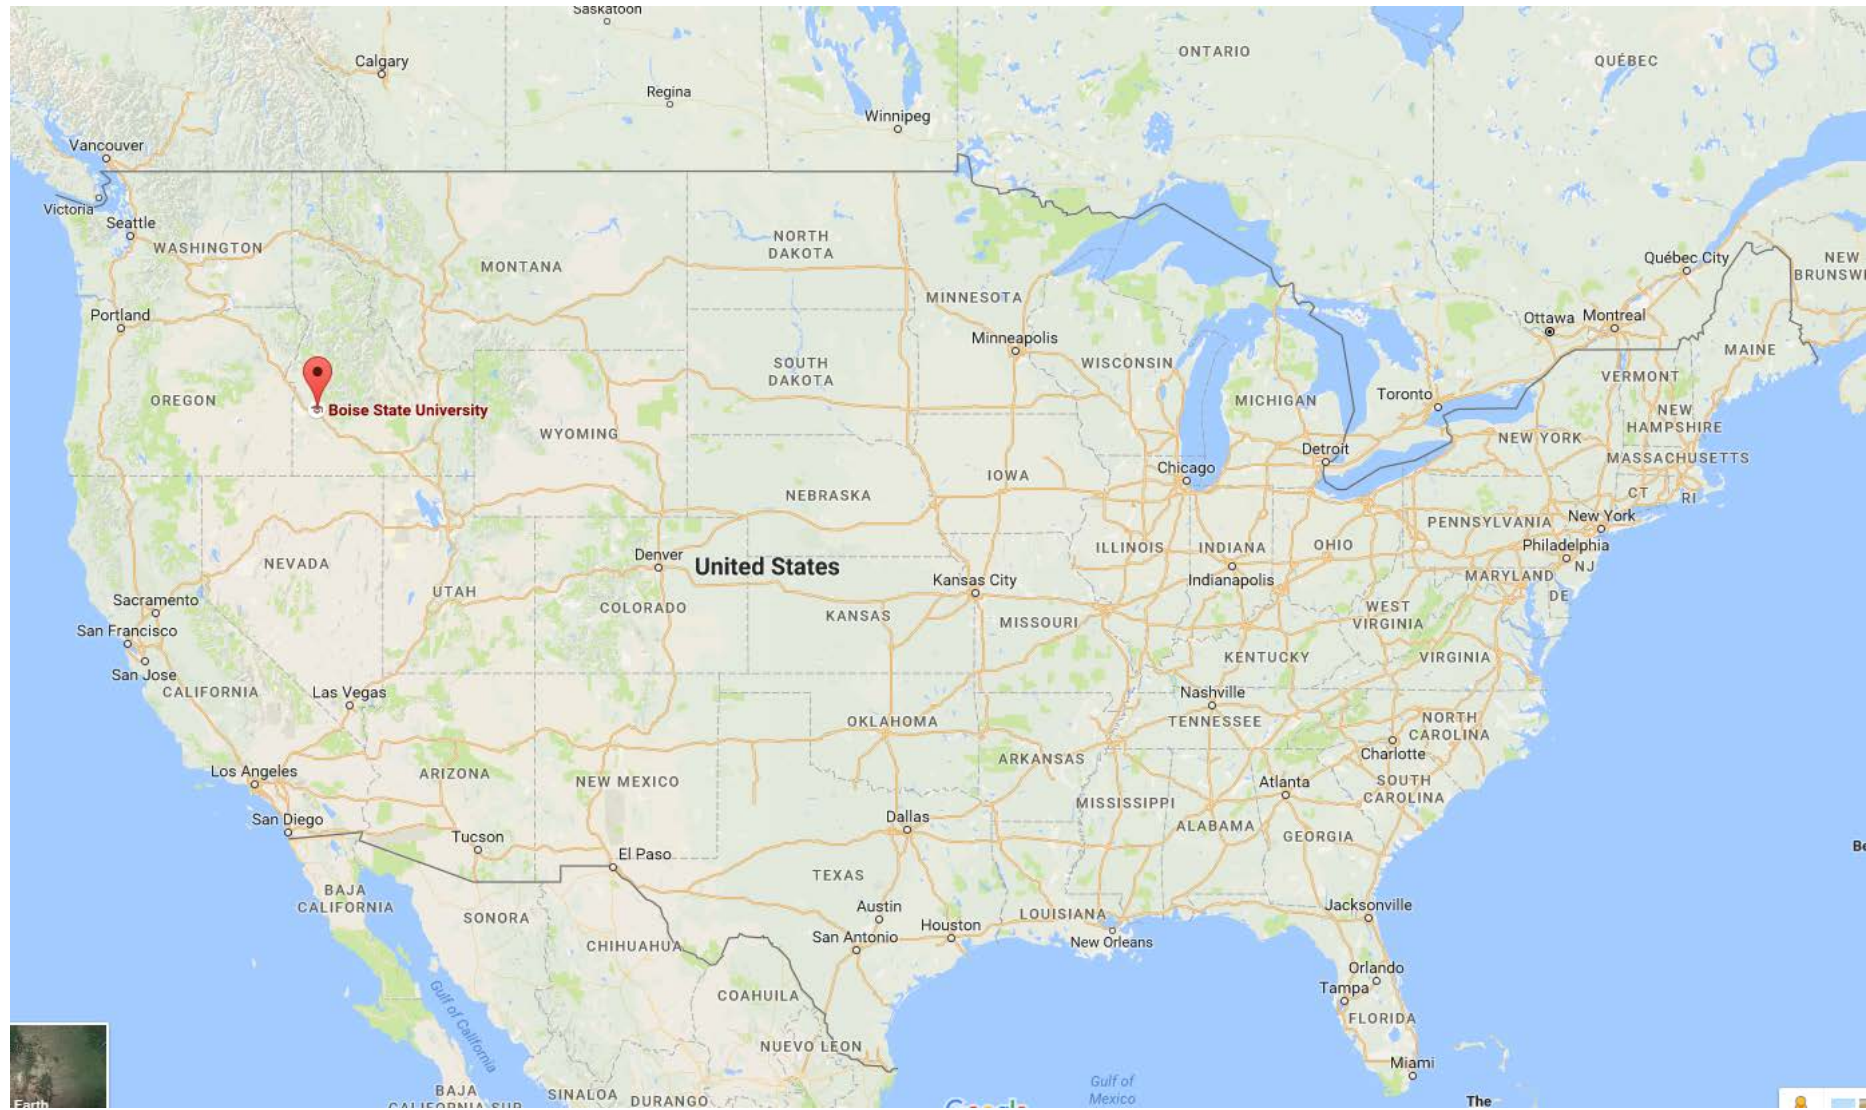 Saskatoon
ONTARIO
QUÉBEC
Calgary
Regina
Winnipeg
Vancouver
Victoria
Seattle
WASHINGTON
MONTANA
NORTH
DAKOTA
MINNESOTA
Québec City
NEW
Portland
Minneapolis
Ottawa
Montreal
SOUTH
DAKOTA
WISCONSIN
MAINE
VERMONT
OREGON
Boise State University
WYOMING
MICHIGAN
Toronto
NEW
HAMPSHIRE
NEW YORK
Detroit
MASSACHUSETTS
Chicago
IOWA
NEBRASKA
CT
RI
PENNSYLVANIA
New York
Denver
United States
NEVADA
UTAH
COLORADO
ILLINOIS
INDIANA
OHIO
Philadelphia
NJ
MARYLAND
DE
Kansas City
Indianapolis
Sacramento
San Francisco
San Jose
CALIFORNIA
KANSAS
MISSOURI
WEST
VIRGINIA
KENTUCKY
VIRGINIA
Las Vegas
Nashville
TENNESSEE
NORTH
CAROLINA
OKLAHOMA
Charlotte
Los Angeles
ARIZONA
NEW MEXICO
ARKANSAS
Atlanta
SOUTH
CAROLINA
San Diego
Tucson
El Paso
Dallas
MISSISSIPPI
ALABAMA
GEORGIA
BAJA
CALIFORNIA
SONORA
CHIHUAHUA
TEXAS
Austin
San Antonio
Houston
LOUISIANA
New Orleans
Jacksonville
Orlando
Tampa
FLORIDA
Miami
Gulf of California
COAHUILA
NUEVO LEON
BAJA
CALIFORNIA SUR
SINALOA
DURANGO
Gulf of
Mexico
Google
The
Earth